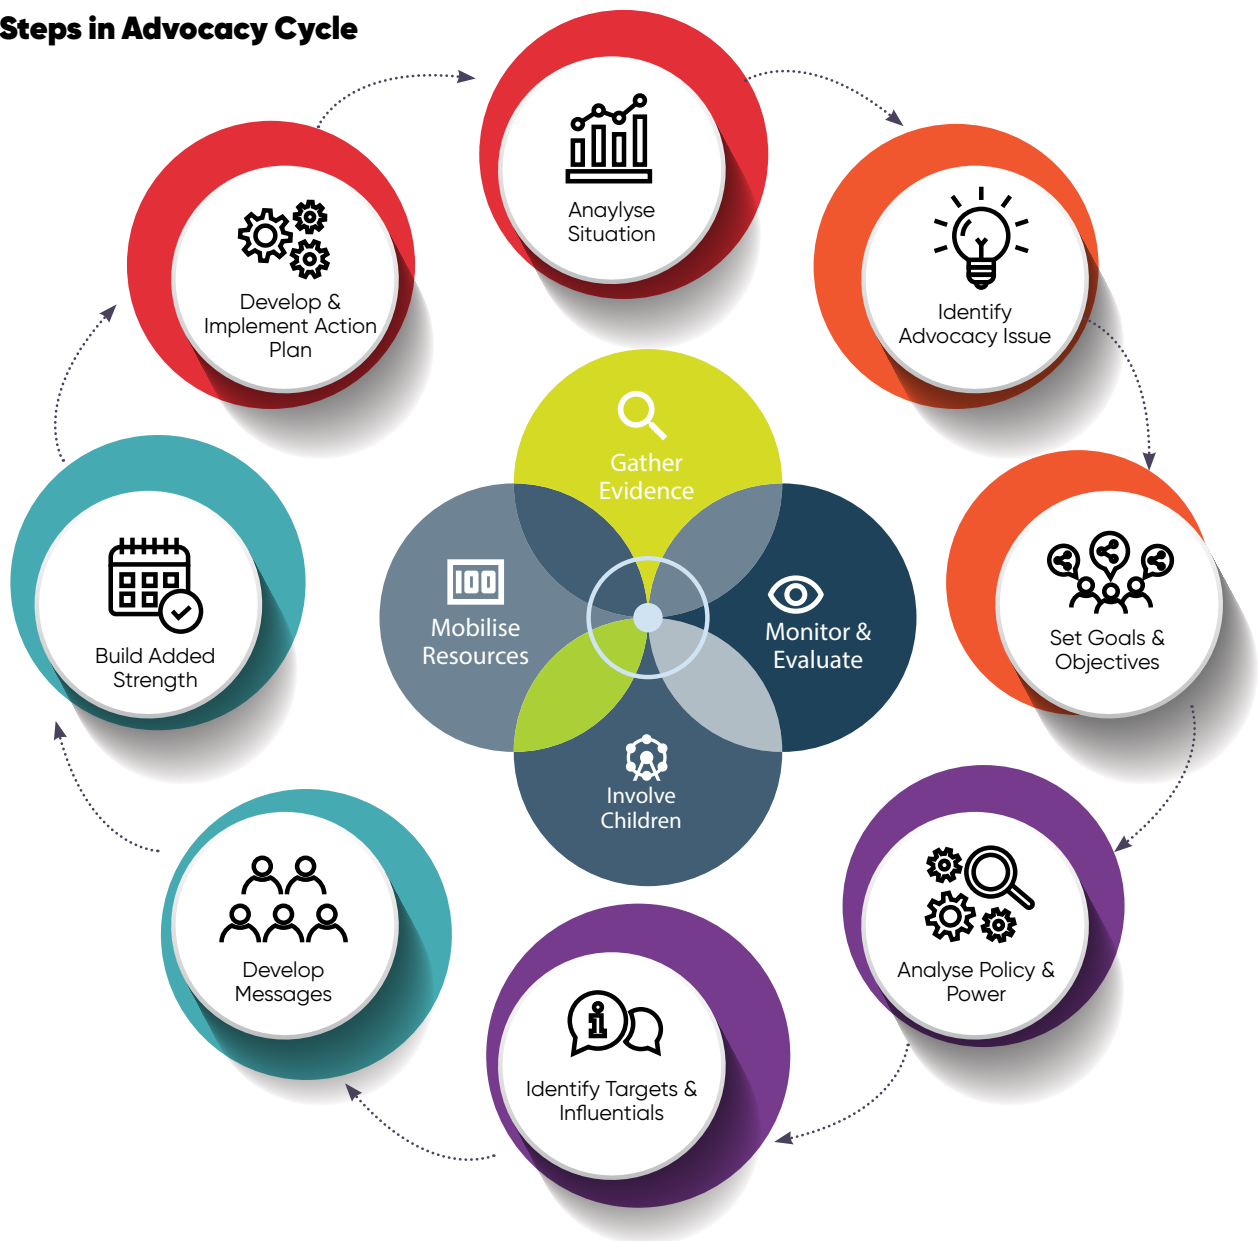 Steps in Advocacy Cycle
Anaylyse
Situation
Identify
Advocacy Issue
Set Goals &
Objectives
Analyse Policy &
Power
Identify Targets &
Influentials
Develop
Messages
Build Added
Strength
Develop &
Implement Action
Plan
Gather
Evidence
Monitor &
Evaluate
Involve
Children
100
Mobilise
Resources